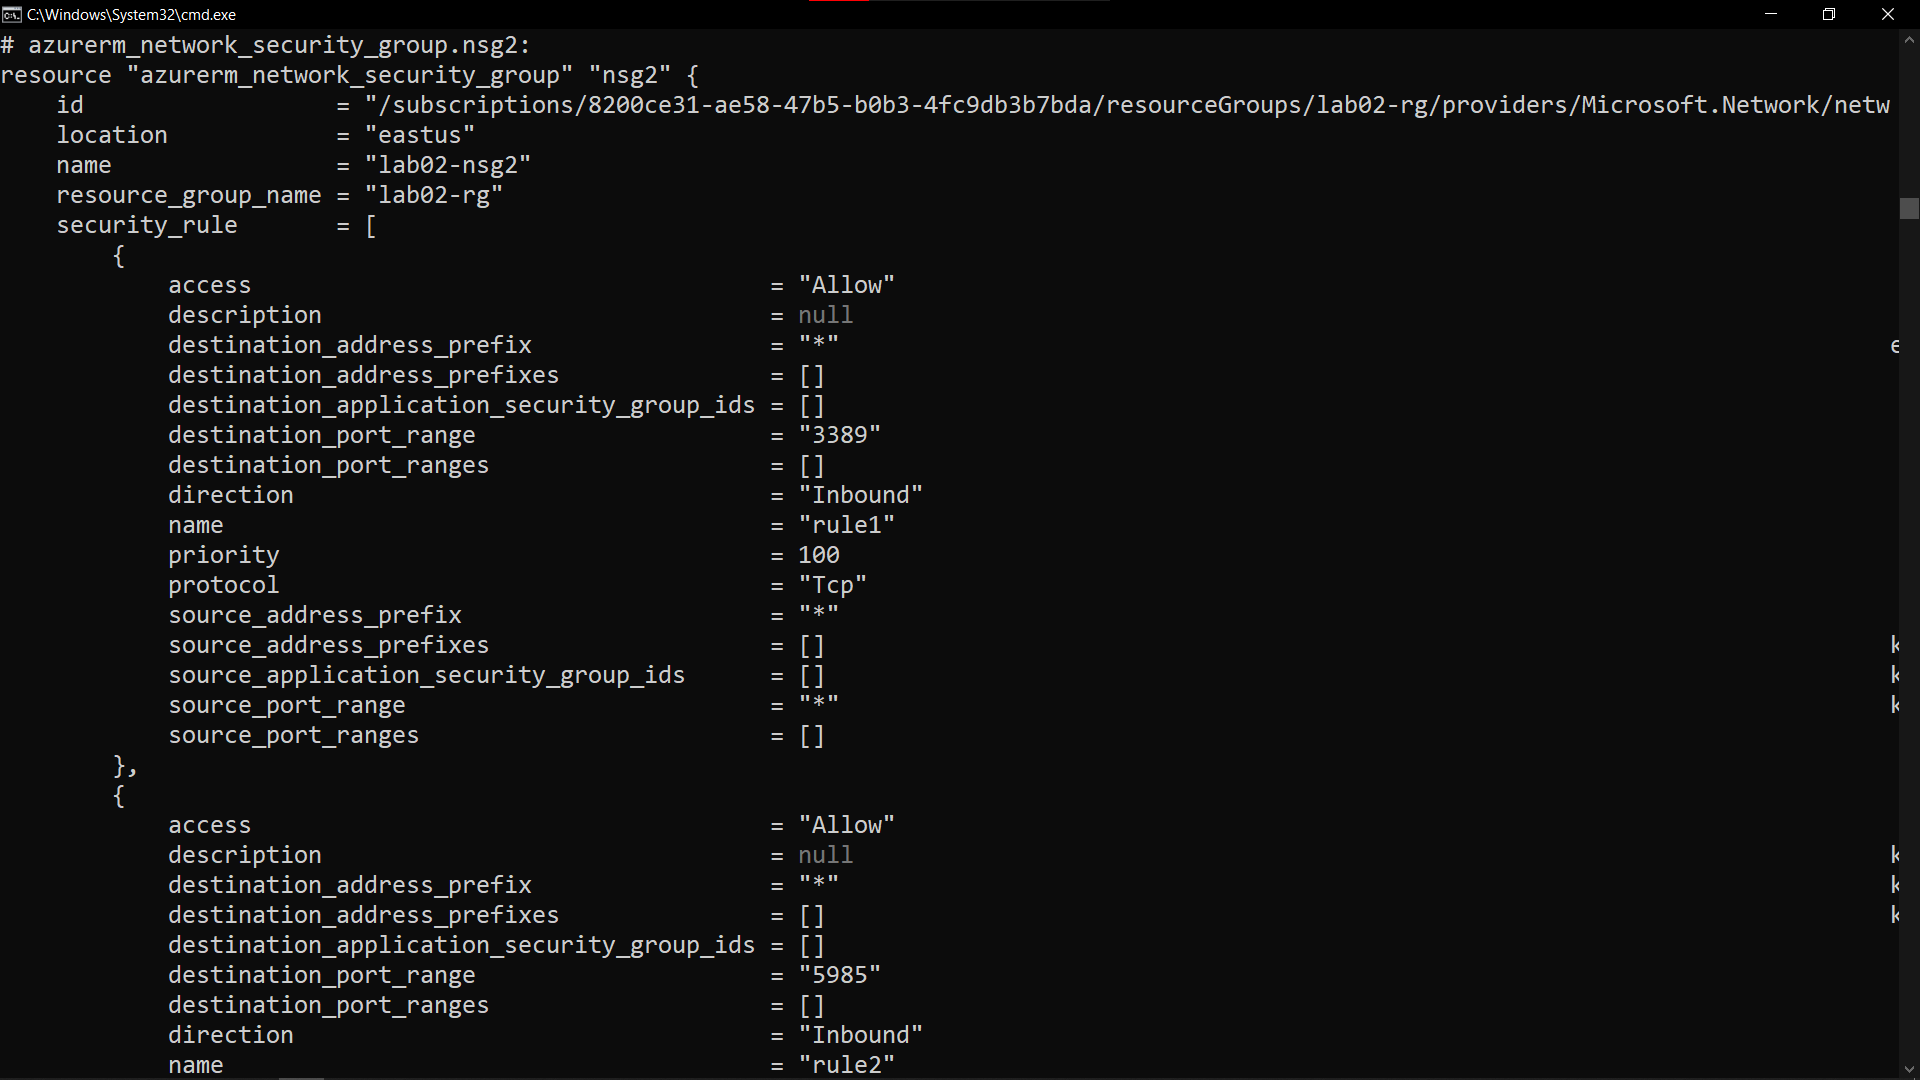 C:\Windows\System32\cmd.exe
# azurerm_network_security_group.nsg2:
resource "azurerm_network_security_group" "nsg2" {
    id                  = "/subscriptions/8200ce31-ae58-47b5-b0b3-4fc9db3b7bda/resourceGroups/lab02-rg/providers/Microsoft.Network/netw
    location            = "eastus"
    name                = "lab02-nsg2"
    resource_group_name = "lab02-rg"
    security_rule       = [
        {
            access                                     = "Allow"
            description                                = null
            destination_address_prefix                 = "*" e
            destination_address_prefixes               = []
            destination_application_security_group_ids = []
            destination_port_range                     = "3389"
            destination_port_ranges                    = []
            direction                                  = "Inbound"
            name                                       = "rule1"
            priority                                   = 100
            protocol                                   = "Tcp"
            source_address_prefix                      = "*"
            source_address_prefixes                    = [] k
            source_application_security_group_ids      = [] k
            source_port_range                          = "*" k
            source_port_ranges                         = []
        },
        {
            access                                     = "Allow"
            description                                = null k
            destination_address_prefix                 = "*" k
            destination_address_prefixes               = [] k
            destination_application_security_group_ids = []
            destination_port_range                     = "5985"
            destination_port_ranges                    = []
            direction                                  = "Inbound"
            name                                       = "rule2"